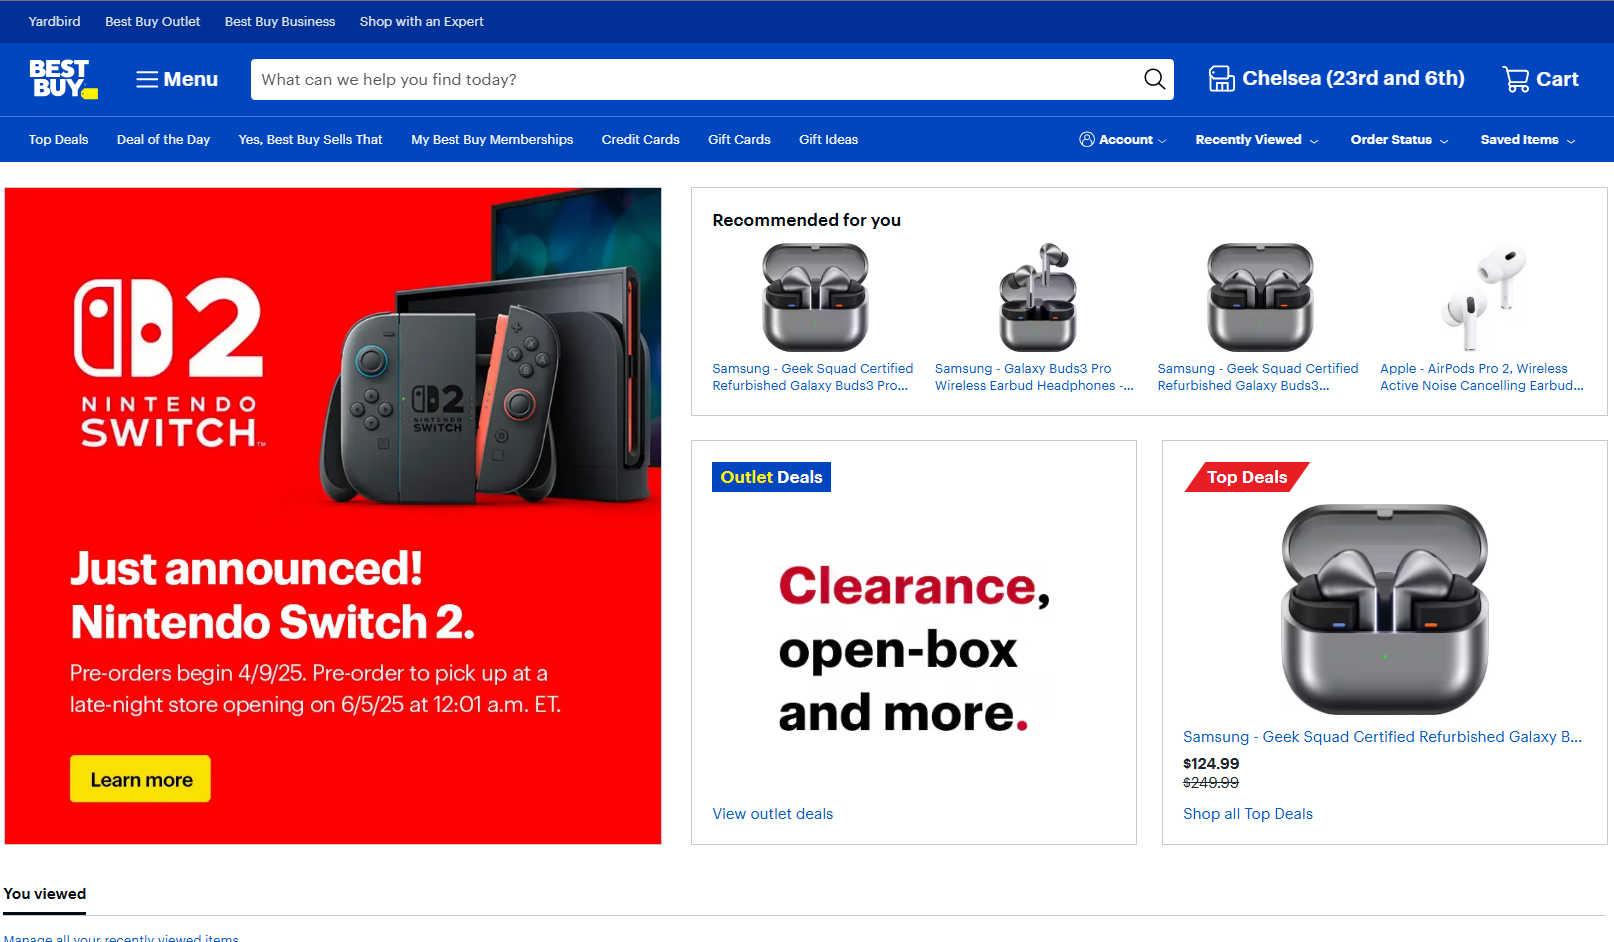 Yardbird Best Buy Outlet Best Buy Business Shop with an Expert
BEST
BUY
Menu
What can we help you find today?
Chelsea (23rd and 6th)
Cart
Top Deals Deal of the Day Yes, Best Buy Sells That My Best Buy Memberships Credit Cards Gift Cards Gift Ideas
Account Recently Viewed Order Status Saved Items
2
NINTENDO
SWITCH™
2
NINTENDO
SWITCH
Just announced!
Nintendo Switch 2.
Pre-orders begin 4/9/25. Pre-order to pick up at a
late-night store opening on 6/5/25 at 12:01 a.m. ET.
Learn more
Recommended for you
Samsung - Geek Squad Certified
Refurbished Galaxy Buds3 Pro...
Samsung - Galaxy Buds3 Pro
Wireless Earbud Headphones -...
Samsung - Geek Squad Certified
Refurbished Galaxy Buds3...
Apple - AirPods Pro 2, Wireless
Active Noise Cancelling Earbud...
Outlet Deals
Clearance,
open-box
and more.
View outlet deals
Top Deals
Samsung - Geek Squad Certified Refurbished Galaxy B...
$124.99
$249.99
Shop all Top Deals
You viewed
Manage all your recently viewed items